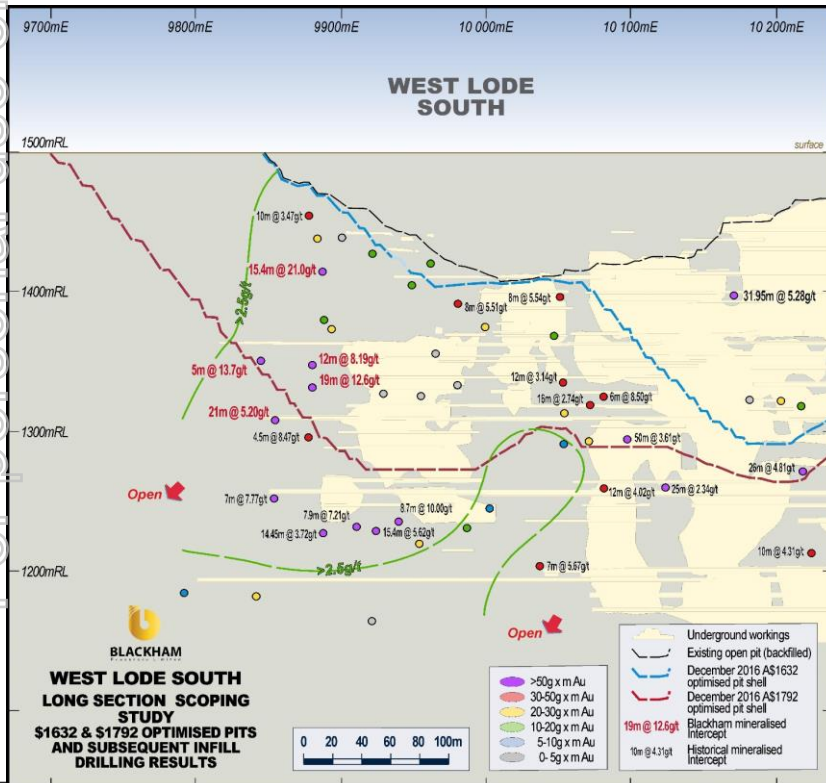 9700mE
9800mE
9900mE
10 000mE
10 100mE
10 200mE
WEST LODE
SOUTH
1500mRL
surface
10m @ 3.47g/t
15.4m @ 21.0g/t
>2.5g/t
1400mRL
8m @ 5.51g/t
8m @ 5.54g/t
31.95m @ 5.28g/t
5m @ 13.7g/t
12m @ 8.19g/t
19m @ 12.6g/t
12m @ 3.14g/t
16m @ 2.74g/t
6m @ 8.50g/t
21m @ 5.20g/t
1300mRL
4.5m @ 8.47g/t
50m @ 3.61g/t
26m @ 4.81g/t
Open
7m @ 7.77g/t
12m @ 4.02g/t
25m @ 2.34g/t
7.9m @ 7.21g/t
8.7m @ 10.00g/t
14.45m @ 3.72g/t
15.4m @ 5.62g/t
10m @ 4.31g/t
1200mRL
>2.5g/t
7m @ 5.67g/t
Open
BLACKHAM
WEST LODE SOUTH
LONG SECTION SCOPING
STUDY
$1632 & $1792 OPTIMISED PITS
AND SUBSEQUENT INFILL
DRILLING RESULTS
0 20 40 60 80 100m
>50g x m Au
30-50g x m Au
20-30g x m Au
10-20g x m Au
5-10g x m Au
0- 5g x m Au
Underground workings
Existing open pit (backfilled)
December 2016 A$1632
optimised pit shell
December 2016 A$1792
optimised pit shell
19m @ 12.6g/t
Blackham mineralised
Intercept
10m @ 4.31g/t
Historical mineralised
Intercept